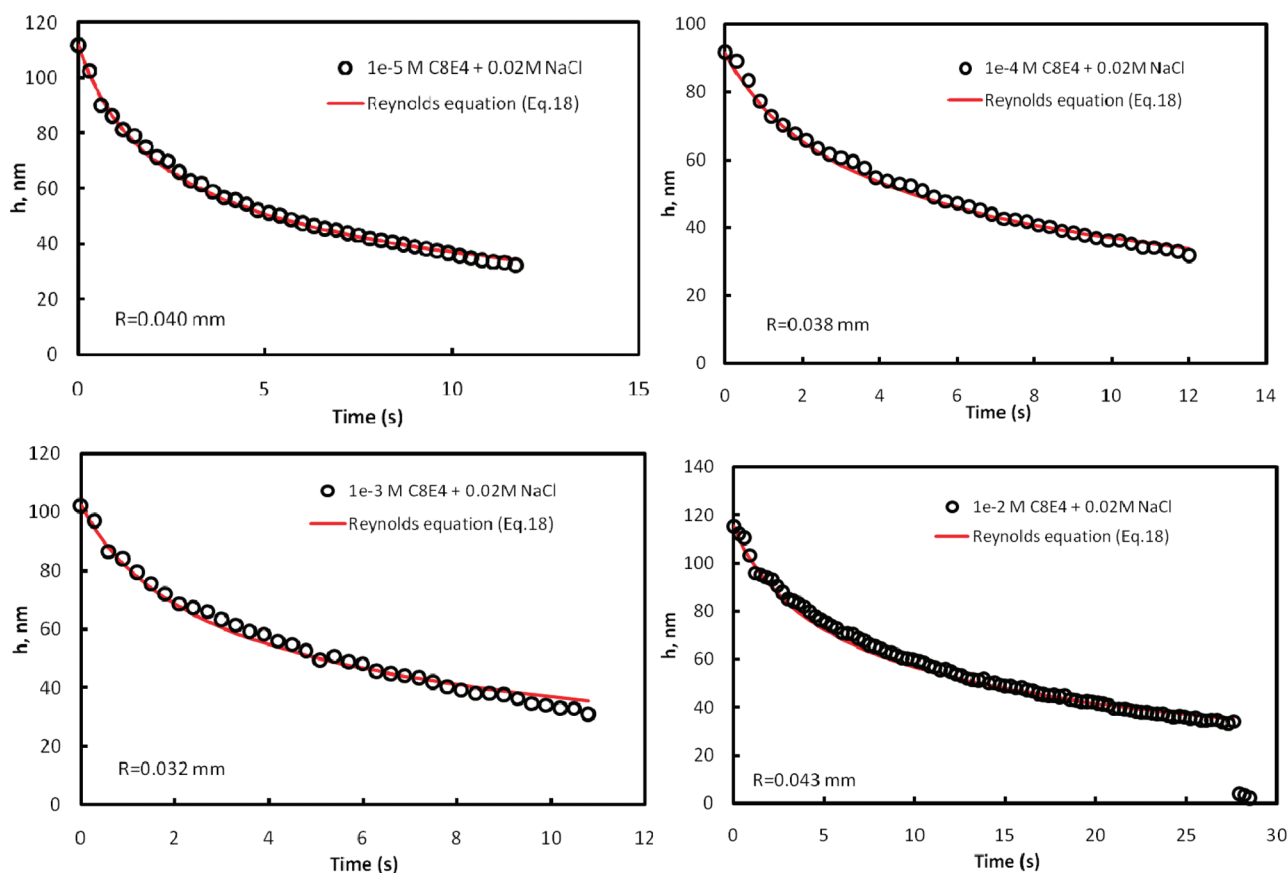 120
100
80
60
40
20
0
h, nm
1e-5 M C8E4 + 0.02M NaCl
Reynolds equation (Eq.18)
R=0.040 mm
0 5 10 15
Time (s)
100
80
60
40
20
0
h, nm
1e-4 M C8E4 + 0.02M NaCl
Reynolds equation (Eq.18)
R=0.038 mm
0 2 4 6 8 10 12 14
Time (s)
120
100
80
60
40
20
0
h, nm
1e-3 M C8E4 + 0.02M NaCl
Reynolds equation (Eq.18)
R=0.032 mm
0 2 4 6 8 10 12
Time (s)
140
120
100
80
60
40
20
0
h, nm
1e-2 M C8E4 + 0.02M NaCl
Reynolds equation (Eq.18)
R=0.043 mm
0 5 10 15 20 25 30
Time (s)